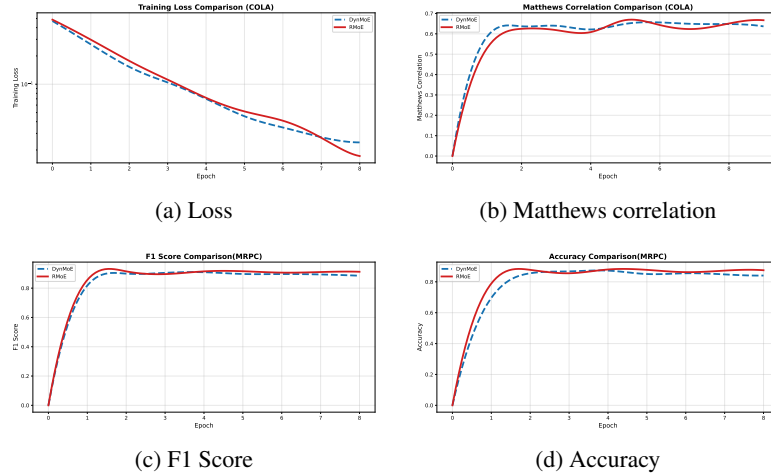 Training Loss Comparison (COLA)
DynMoE
RMoE
Training Loss
0 1 2 3 4 5 6 7 8
Epoch
(a) Loss
Matthews Correlation Comparison (COLA)
DynMoE
RMoE
Matthews Correlation
0.7
0.6
0.5
0.4
0.3
0.2
0.1
0.0
0 2 4 6 8
Epoch
(b) Matthews correlation
F1 Score Comparison(MRPC)
DynMoE
RMoE
F1 Score
0.8
0.6
0.4
0.2
0.0
0 1 2 3 4 5 6 7 8
Epoch
(c) F1 Score
Accuracy Comparison(MRPC)
DynMoE
RMoE
Accuracy
0.8
0.6
0.4
0.2
0.0
0 1 2 3 4 5 6 7 8
Epoch
(d) Accuracy